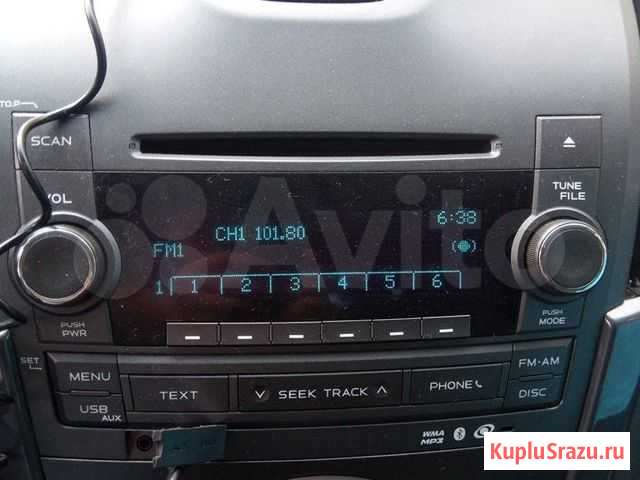 TO.P
SCAN
VOL
TUNE
FILE
CH1 101.80
6:38
FM1
1 1 2 3 4 5 6
PUSH
PWR
PUSH
MODE
SET
MENU
TEXT
SEEK TRACK
PHONE
FM•AM
DISC
USB
AUX
WMA
MP3
Avito
KupluSrazu.ru